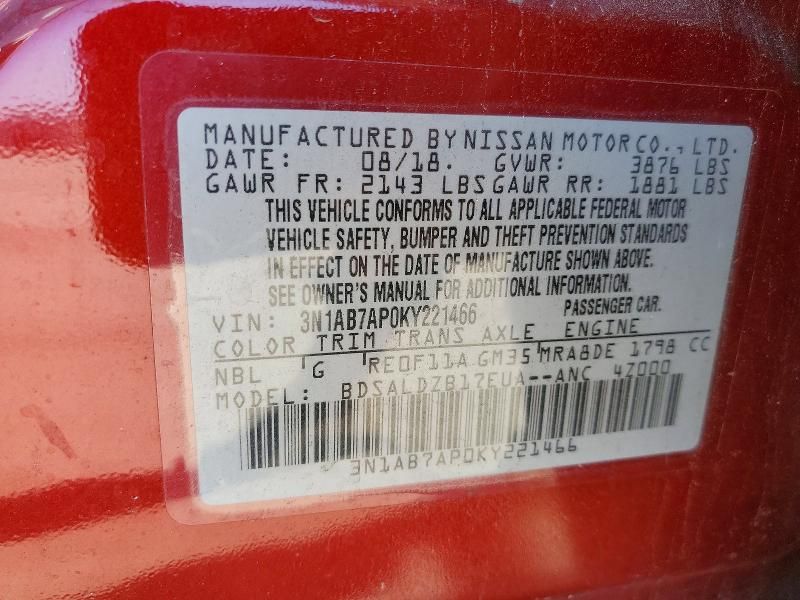 MANUFACTURED BY NISSAN MOTOR CO., LTD.
DATE: 08/18. GVWR: 3876 LBS
GAWR FR: 2143 LBS GAWR RR: 1881 LBS
THIS VEHICLE CONFORMS TO ALL APPLICABLE FEDERAL MOTOR
VEHICLE SAFETY, BUMPER AND THEFT PREVENTION STANDARDS
IN EFFECT ON THE DATE OF MANUFACTURE SHOWN ABOVE.
SEE OWNER'S MANUAL FOR ADDITIONAL INFORMATION.
VIN: 3N1AB7AP0KY221466 PASSENGER CAR.
COLOR TRIM TRANS AXLE ENGINE
NBL G RE0F11A GM35 MRA8DE 1798 CC
MODEL: BDSALDZB17EUA--ANC 4Z000
3N1AB7AP0KY221466